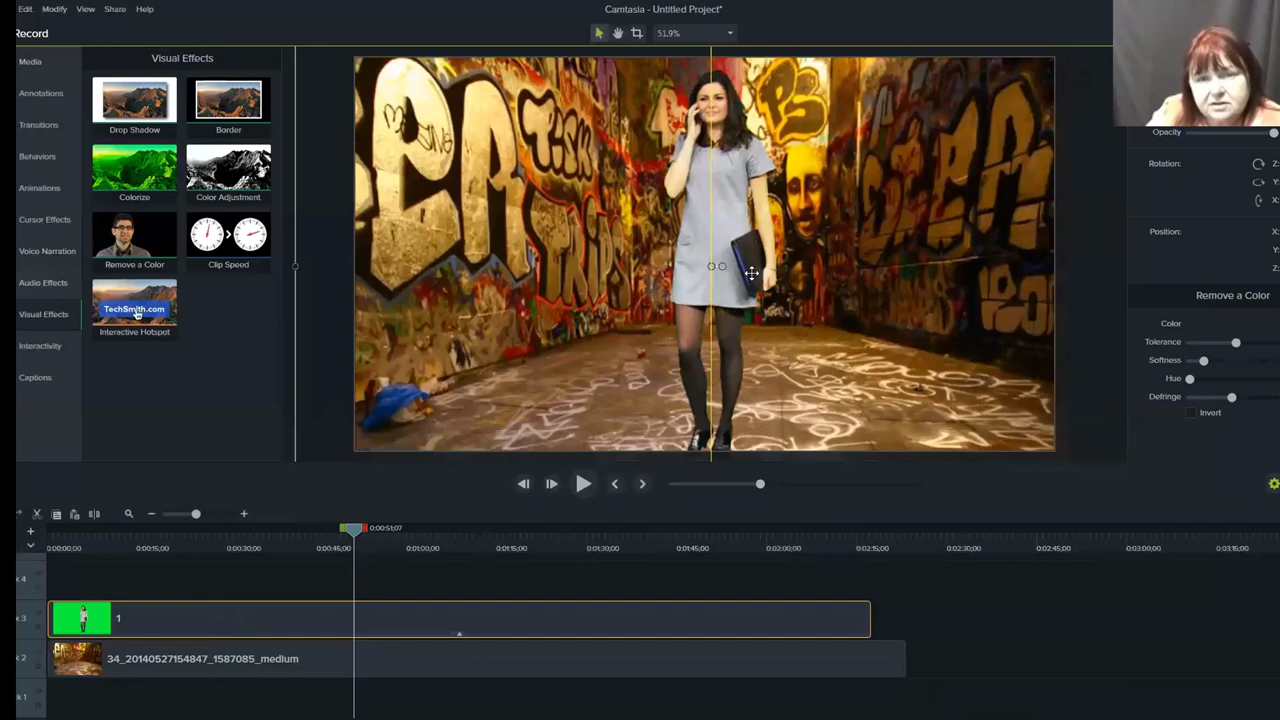 Edit Modify View Share Help
Camtasia - Untitled Project*
Record
51.9%
Media
Annotations
Transitions
Behaviors
Animations
Cursor Effects
Voice Narration
Audio Effects
Visual Effects
Interactivity
Captions
Visual Effects
Drop Shadow
Border
Colorize
Color Adjustment
Remove a Color
Clip Speed
TechSmith.com
Interactive Hotspot
TISK
TRIPS
Opacity
Rotation: Z:
Y:
X:
Position: X:
Y:
Z:
Remove a Color
Color
Tolerance
Softness
Hue
Defringe
Invert
0:00:51;07
0:00:00;00 0:00:15;00 0:00:30;00 0:00:45;00 0:01:00;00 0:01:15;00 0:01:30;00 0:01:45;00 0:02:00;00 0:02:15;00 0:02:30;00 0:02:45;00 0:03:00;00 0:03:15;00
k 4
k 3
1
k 2
34_20140527154847_1587085_medium
k 1